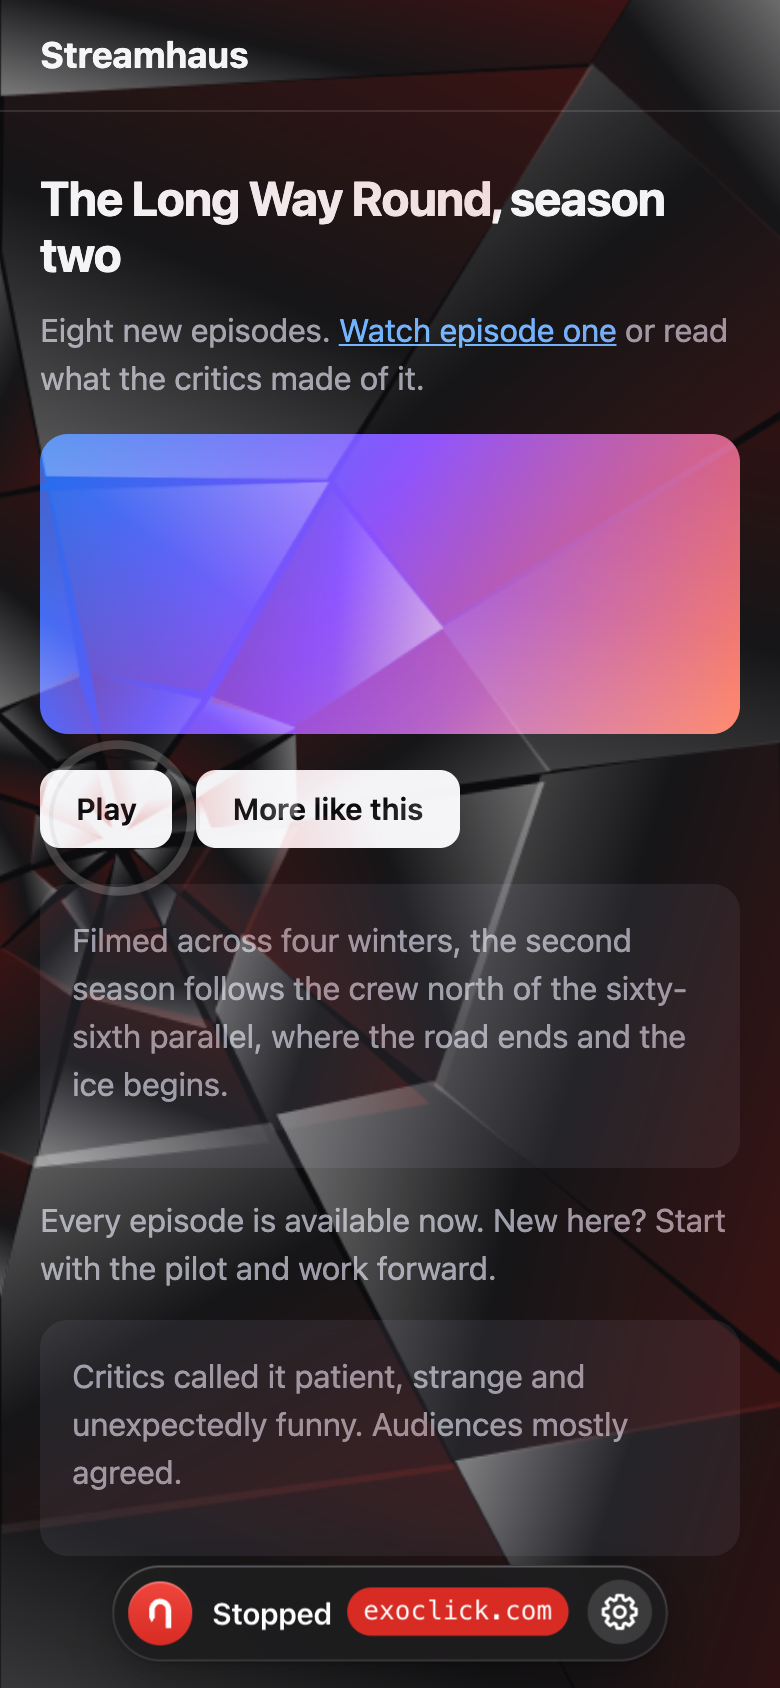 Streamhaus
The Long Way Round, season
two
Eight new episodes. Watch episode one or read
what the critics made of it.
Play
More like this
Filmed across four winters, the second
season follows the crew north of the sixty-
sixth parallel, where the road ends and the
ice begins.
Every episode is available now. New here? Start
with the pilot and work forward.
Critics called it patient, strange and
unexpectedly funny. Audiences mostly
agreed.
Stopped exoclick.com